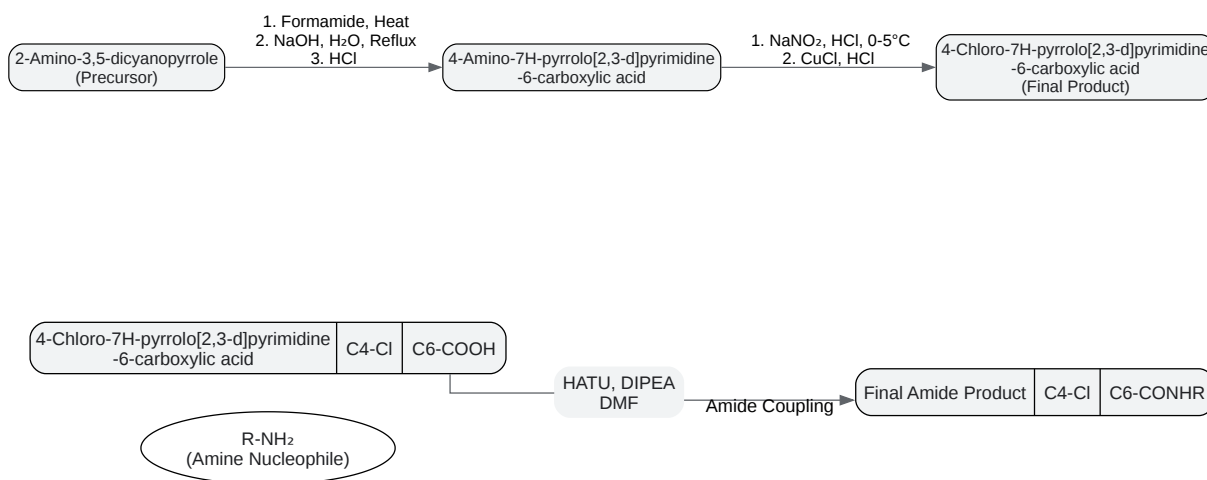 1. Formamide, Heat
2. NaOH, H₂O, Reflux
3. HCl
1. NaNO₂, HCl, 0-5°C
2. CuCl, HCl
2-Amino-3,5-dicyanopyrrole
(Precursor)
4-Amino-7H-pyrrolo[2,3-d]pyrimidine
-6-carboxylic acid
4-Chloro-7H-pyrrolo[2,3-d]pyrimidine
-6-carboxylic acid
(Final Product)
4-Chloro-7H-pyrrolo[2,3-d]pyrimidine
-6-carboxylic acid
C4-Cl
C6-COOH
HATU, DIPEA
DMF
Amide Coupling
Final Amide Product
C4-Cl
C6-CONHR
R-NH₂
(Amine Nucleophile)